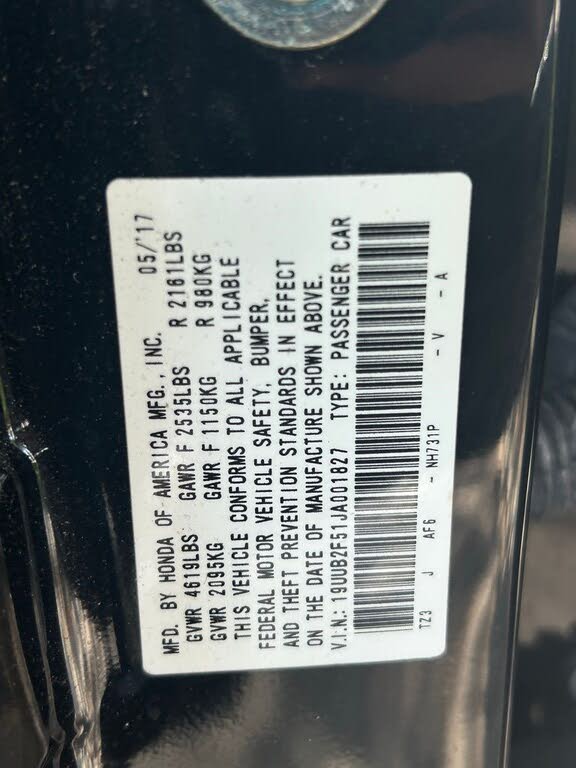 MFD. BY HONDA OF AMERICA MFG., INC. 05/'17
GVWR 4619LBS GAWR F 2535LBS R 2161LBS
GVWR 2095KG GAWR F 1150KG R 980KG
THIS VEHICLE CONFORMS TO ALL APPLICABLE
FEDERAL MOTOR VEHICLE SAFETY, BUMPER,
AND THEFT PREVENTION STANDARDS IN EFFECT
ON THE DATE OF MANUFACTURE SHOWN ABOVE.
V.I.N.: 19UUB2F51JA001827 TYPE: PASSENGER CAR
TZ3 J AF6 - NH731P - V - A